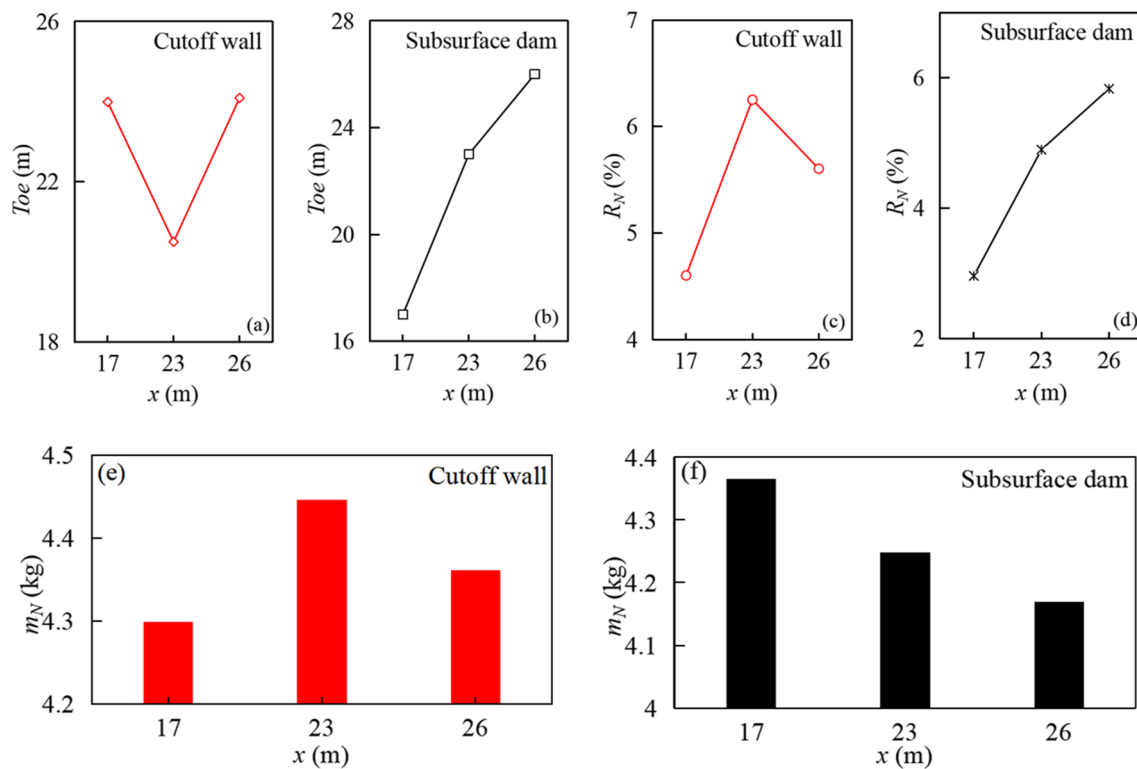 26
Cutoff wall
22
18
Toe (m)
17 23 26
x (m)
(a)
28
Subsurface dam
24
20
16
Toe (m)
17 23 26
x (m)
(b)
7
Cutoff wall
6
5
4
R_N (%)
17 23 26
x (m)
(c)
Subsurface dam
6
4
2
R_N (%)
17 23 26
x (m)
(d)
4.5
(e)
Cutoff wall
4.4
4.3
4.2
m_N (kg)
17 23 26
x (m)
4.4
(f)
Subsurface dam
4.3
4.2
4.1
4
m_N (kg)
17 23 26
x (m)